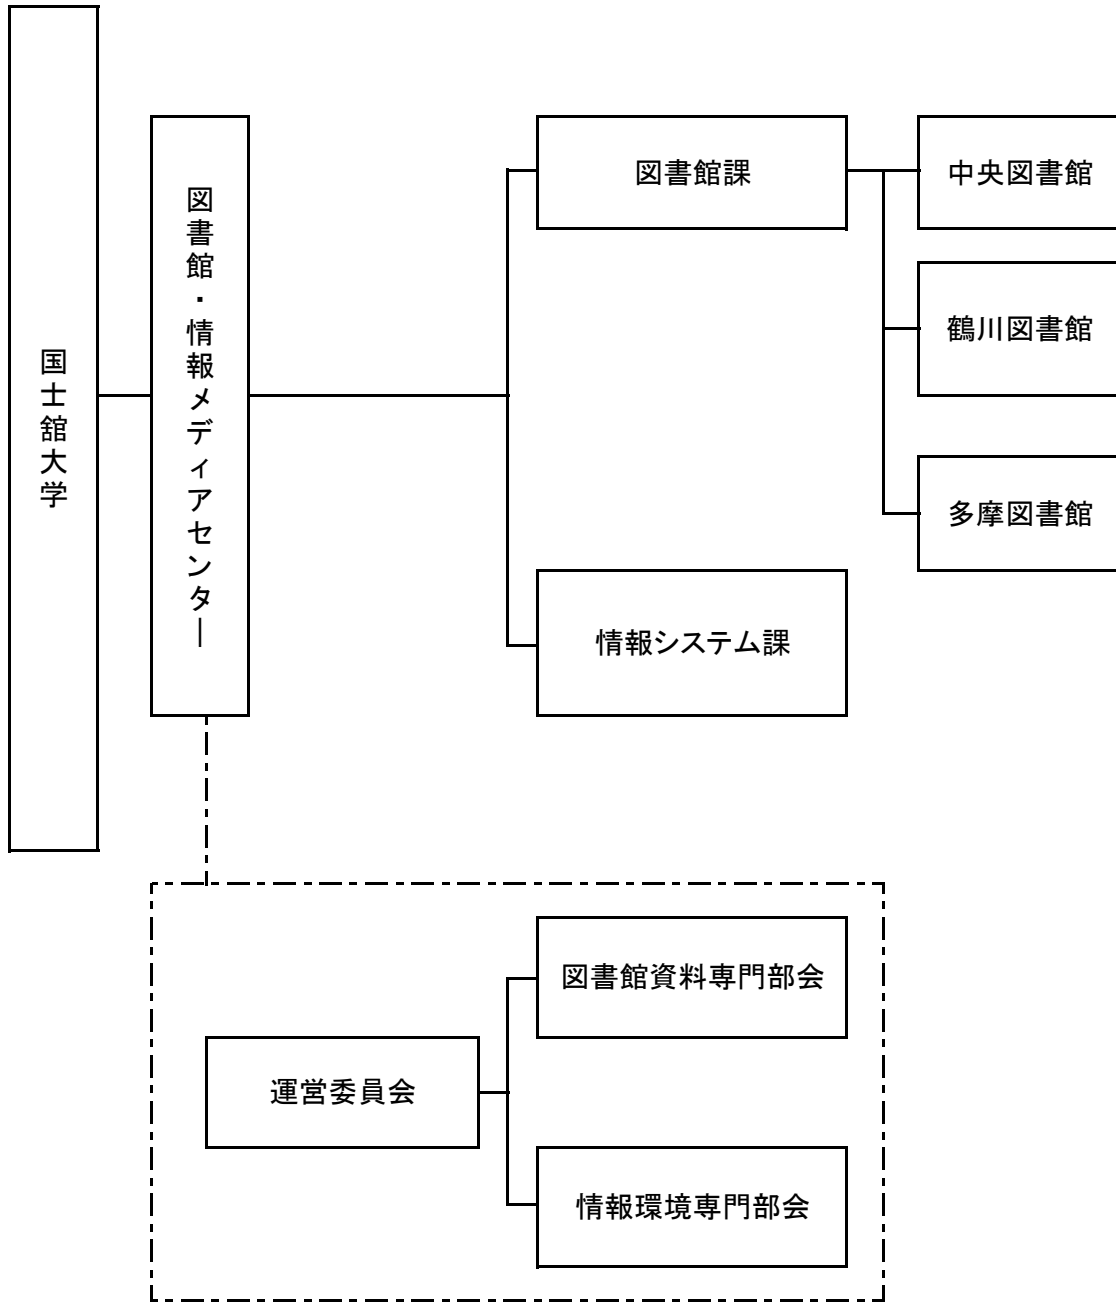 国士舘大学
図書館・情報メディアセンター
図書館課
中央図書館
鶴川図書館
多摩図書館
情報システム課
運営委員会
図書館資料専門部会
情報環境専門部会